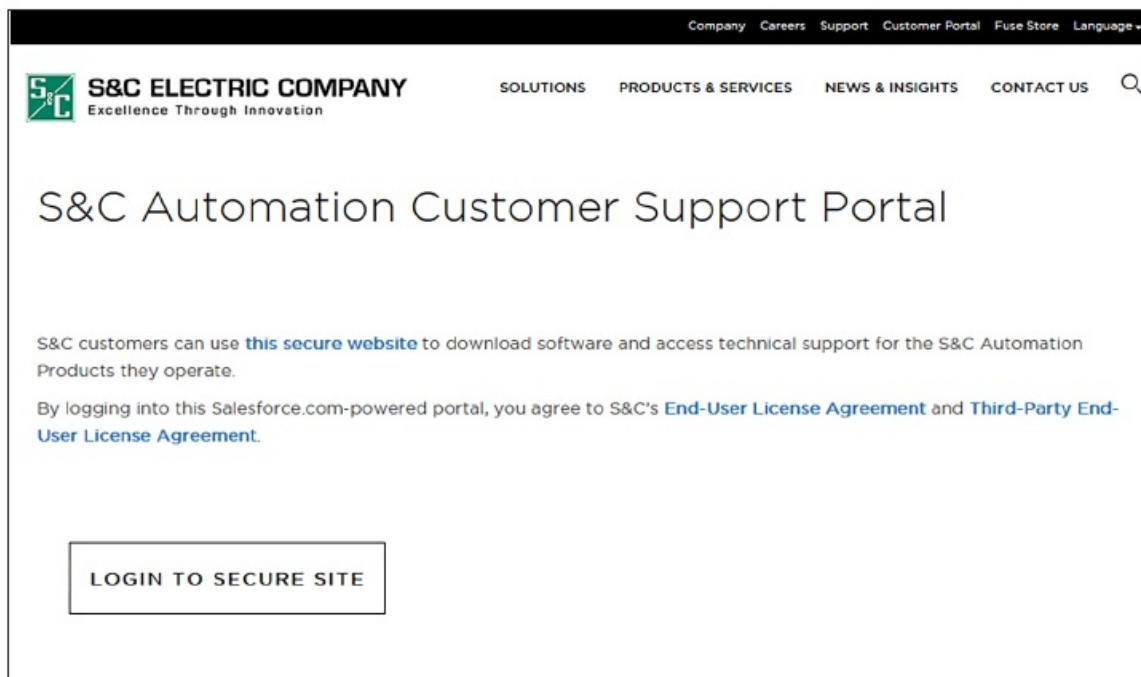 Company Careers Support Customer Portal Fuse Store Language
S&C
S&C ELECTRIC COMPANY
Excellence Through Innovation
SOLUTIONS PRODUCTS & SERVICES NEWS & INSIGHTS CONTACT US
S&C Automation Customer Support Portal
S&C customers can use this secure website to download software and access technical support for the S&C Automation
Products they operate.
By logging into this Salesforce.com-powered portal, you agree to S&C's End-User License Agreement and Third-Party End-
User License Agreement.
LOGIN TO SECURE SITE